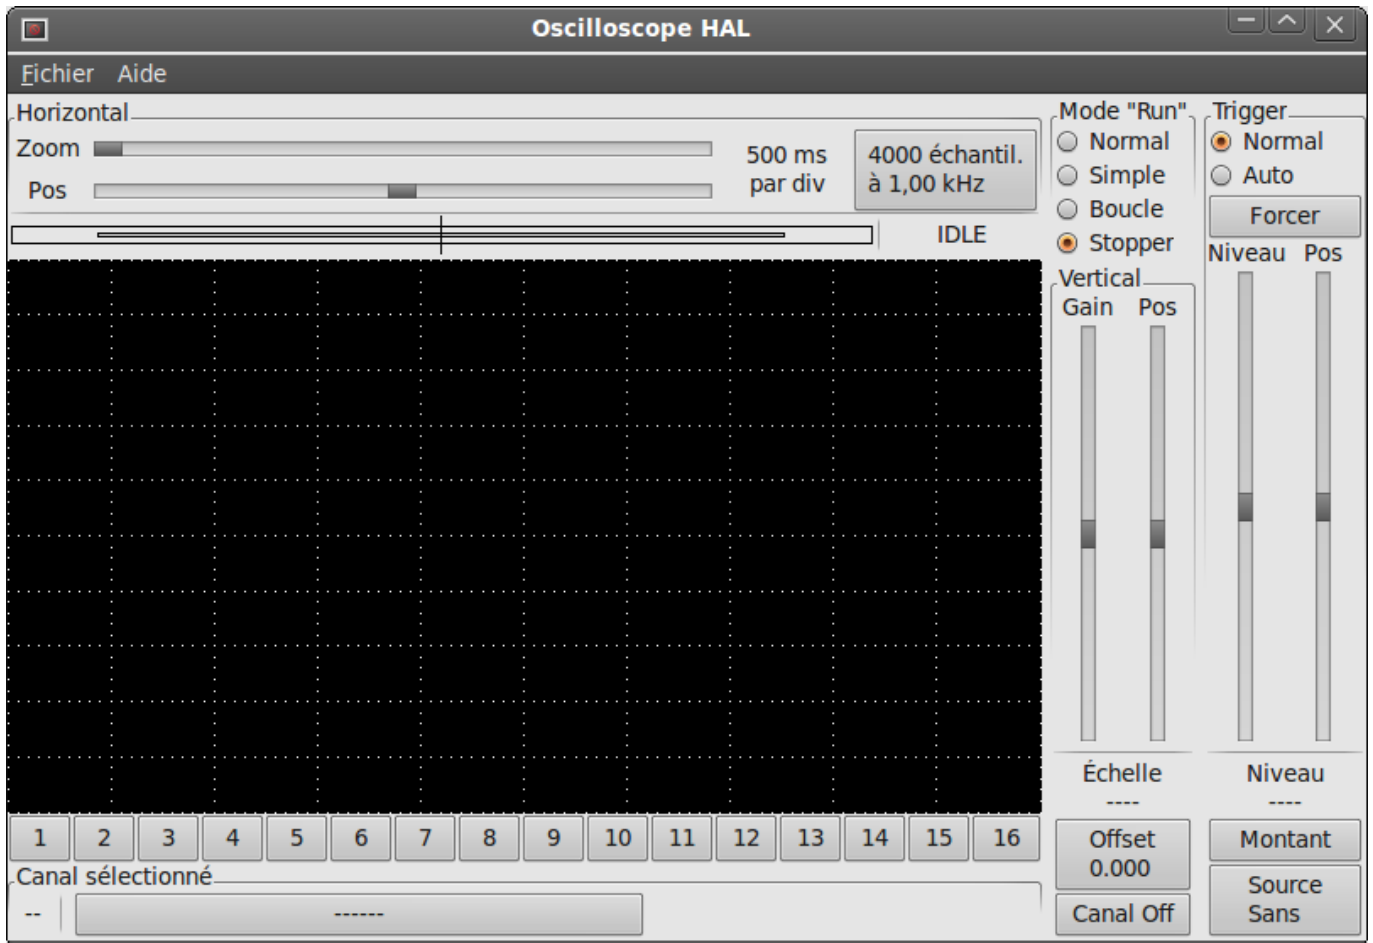 Oscilloscope HAL
Fichier Aide
Horizontal
Zoom
Pos
500 ms
par div
4000 échantil.
à 1,00 kHz
IDLE
Mode "Run"
Normal
Simple
Boucle
Stopper
Trigger
Normal
Auto
Forcer
Niveau Pos
Vertical
Gain Pos
Échelle
----
Offset
0.000
Canal Off
Niveau
----
Montant
Source
Sans
1 2 3 4 5 6 7 8 9 10 11 12 13 14 15 16
Canal sélectionné
-- ------